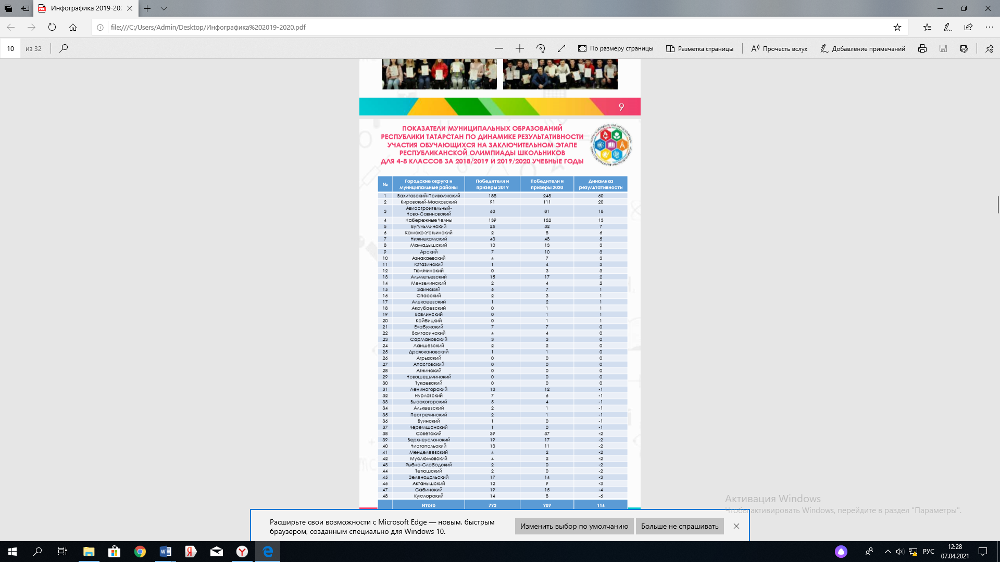 Инфографика 2019-202
file:///C:/Users/Admin/Desktop/Инфографика%202019-2020.pdf
10 из 32
По размеру страницы
Разметка страницы
Прочесть вслух
Добавление примечаний
9
ПОКАЗАТЕЛИ МУНИЦИПАЛЬНЫХ ОБРАЗОВАНИЙ
РЕСПУБЛИКИ ТАТАРСТАН ПО ДИНАМИКЕ РЕЗУЛЬТАТИВНОСТИ
УЧАСТИЯ ОБУЧАЮЩИХСЯ НА ЗАКЛЮЧИТЕЛЬНОМ ЭТАПЕ
РЕСПУБЛИКАНСКОЙ ОЛИМПИАДЫ ШКОЛЬНИКОВ
ДЛЯ 4-8 КЛАССОВ ЗА 2018/2019 И 2019/2020 УЧЕБНЫЕ ГОДЫ
№ Городские округа и муниципальные районы Победители и призеры 2019 Победители и призеры 2020 Динамика результативности
1 Вахитовский-Приволжский 188 248 60
2 Кировский-Московский 91 111 20
3 Авиастроительный-Ново-Савиновский 63 81 18
4 Набережные Челны 139 152 13
5 Бугульминский 25 32 7
6 Камско-Устьинский 2 8 6
7 Нижнекамский 43 48 5
8 Мамадышский 10 13 3
9 Арский 7 10 3
10 Азнакаевский 4 7 3
11 Ютазинский 1 4 3
12 Тюлячинский 0 3 3
13 Альметьевский 15 17 2
14 Мензелинский 2 4 2
15 Заинский 6 7 1
16 Спасский 2 3 1
17 Алексеевский 1 2 1
18 Аксубаевский 0 1 1
19 Бавлинский 0 1 1
20 Кайбицкий 0 1 1
21 Елабужский 7 7 0
22 Балтасинский 4 4 0
23 Сармановский 3 3 0
24 Лаишевский 2 2 0
25 Дрожжановский 1 1 0
26 Агрызский 0 0 0
27 Апастовский 0 0 0
28 Атнинский 0 0 0
29 Новошешминский 0 0 0
30 Тукаевский 0 0 0
31 Лениногорский 13 12 -1
32 Нурлатский 7 6 -1
33 Высокогорский 5 4 -1
34 Алькеевский 2 1 -1
35 Пестречинский 2 1 -1
36 Буинский 1 0 -1
37 Черемшанский 1 0 -1
38 Советский 39 37 -2
39 Верхнеуслонский 19 17 -2
40 Чистопольский 13 11 -2
41 Менделеевский 4 2 -2
42 Муслюмовский 4 2 -2
43 Рыбно-Слободский 2 0 -2
44 Тетюшский 2 0 -2
45 Зеленодольский 17 14 -3
46 Актанышский 12 9 -3
47 Сабинский 19 15 -4
48 Кукморский 14 8 -6
Итого 793 909 116
Активация Windows
Чтобы активировать Windows, перейдите в раздел "Параметры".
Расширьте свои возможности с Microsoft Edge — новым, быстрым
браузером, созданным специально для Windows 10.
Изменить выбор по умолчанию
Больше не спрашивать
РУС
12:28
07.04.2021